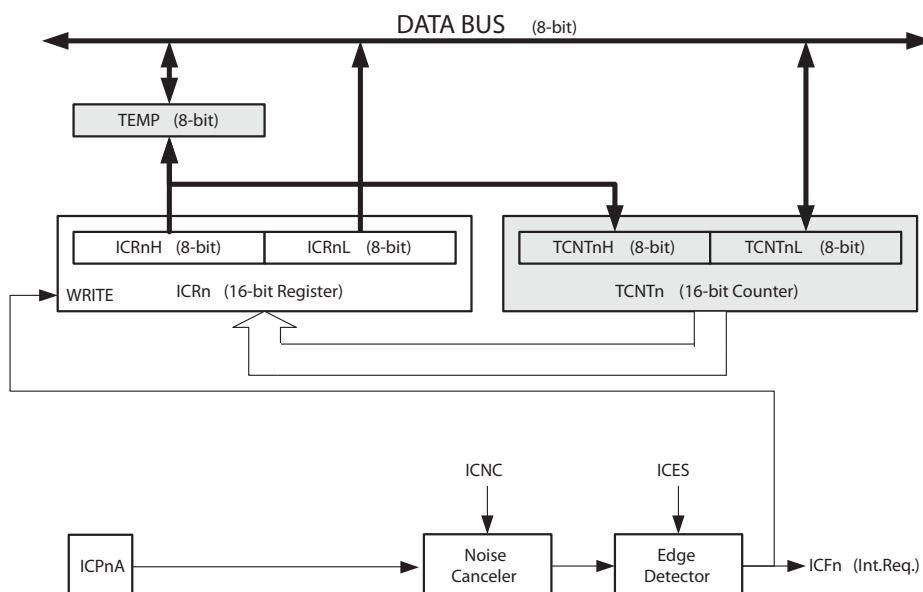 DATA BUS (8-bit)
TEMP (8-bit)
ICRnH (8-bit) ICRnL (8-bit) TCNTnH (8-bit) TCNTnL (8-bit)
WRITE ICRn (16-bit Register) TCNTn (16-bit Counter)
ICNC ICES
ICPnA Noise Canceler Edge Detector ICFn (Int.Req.)